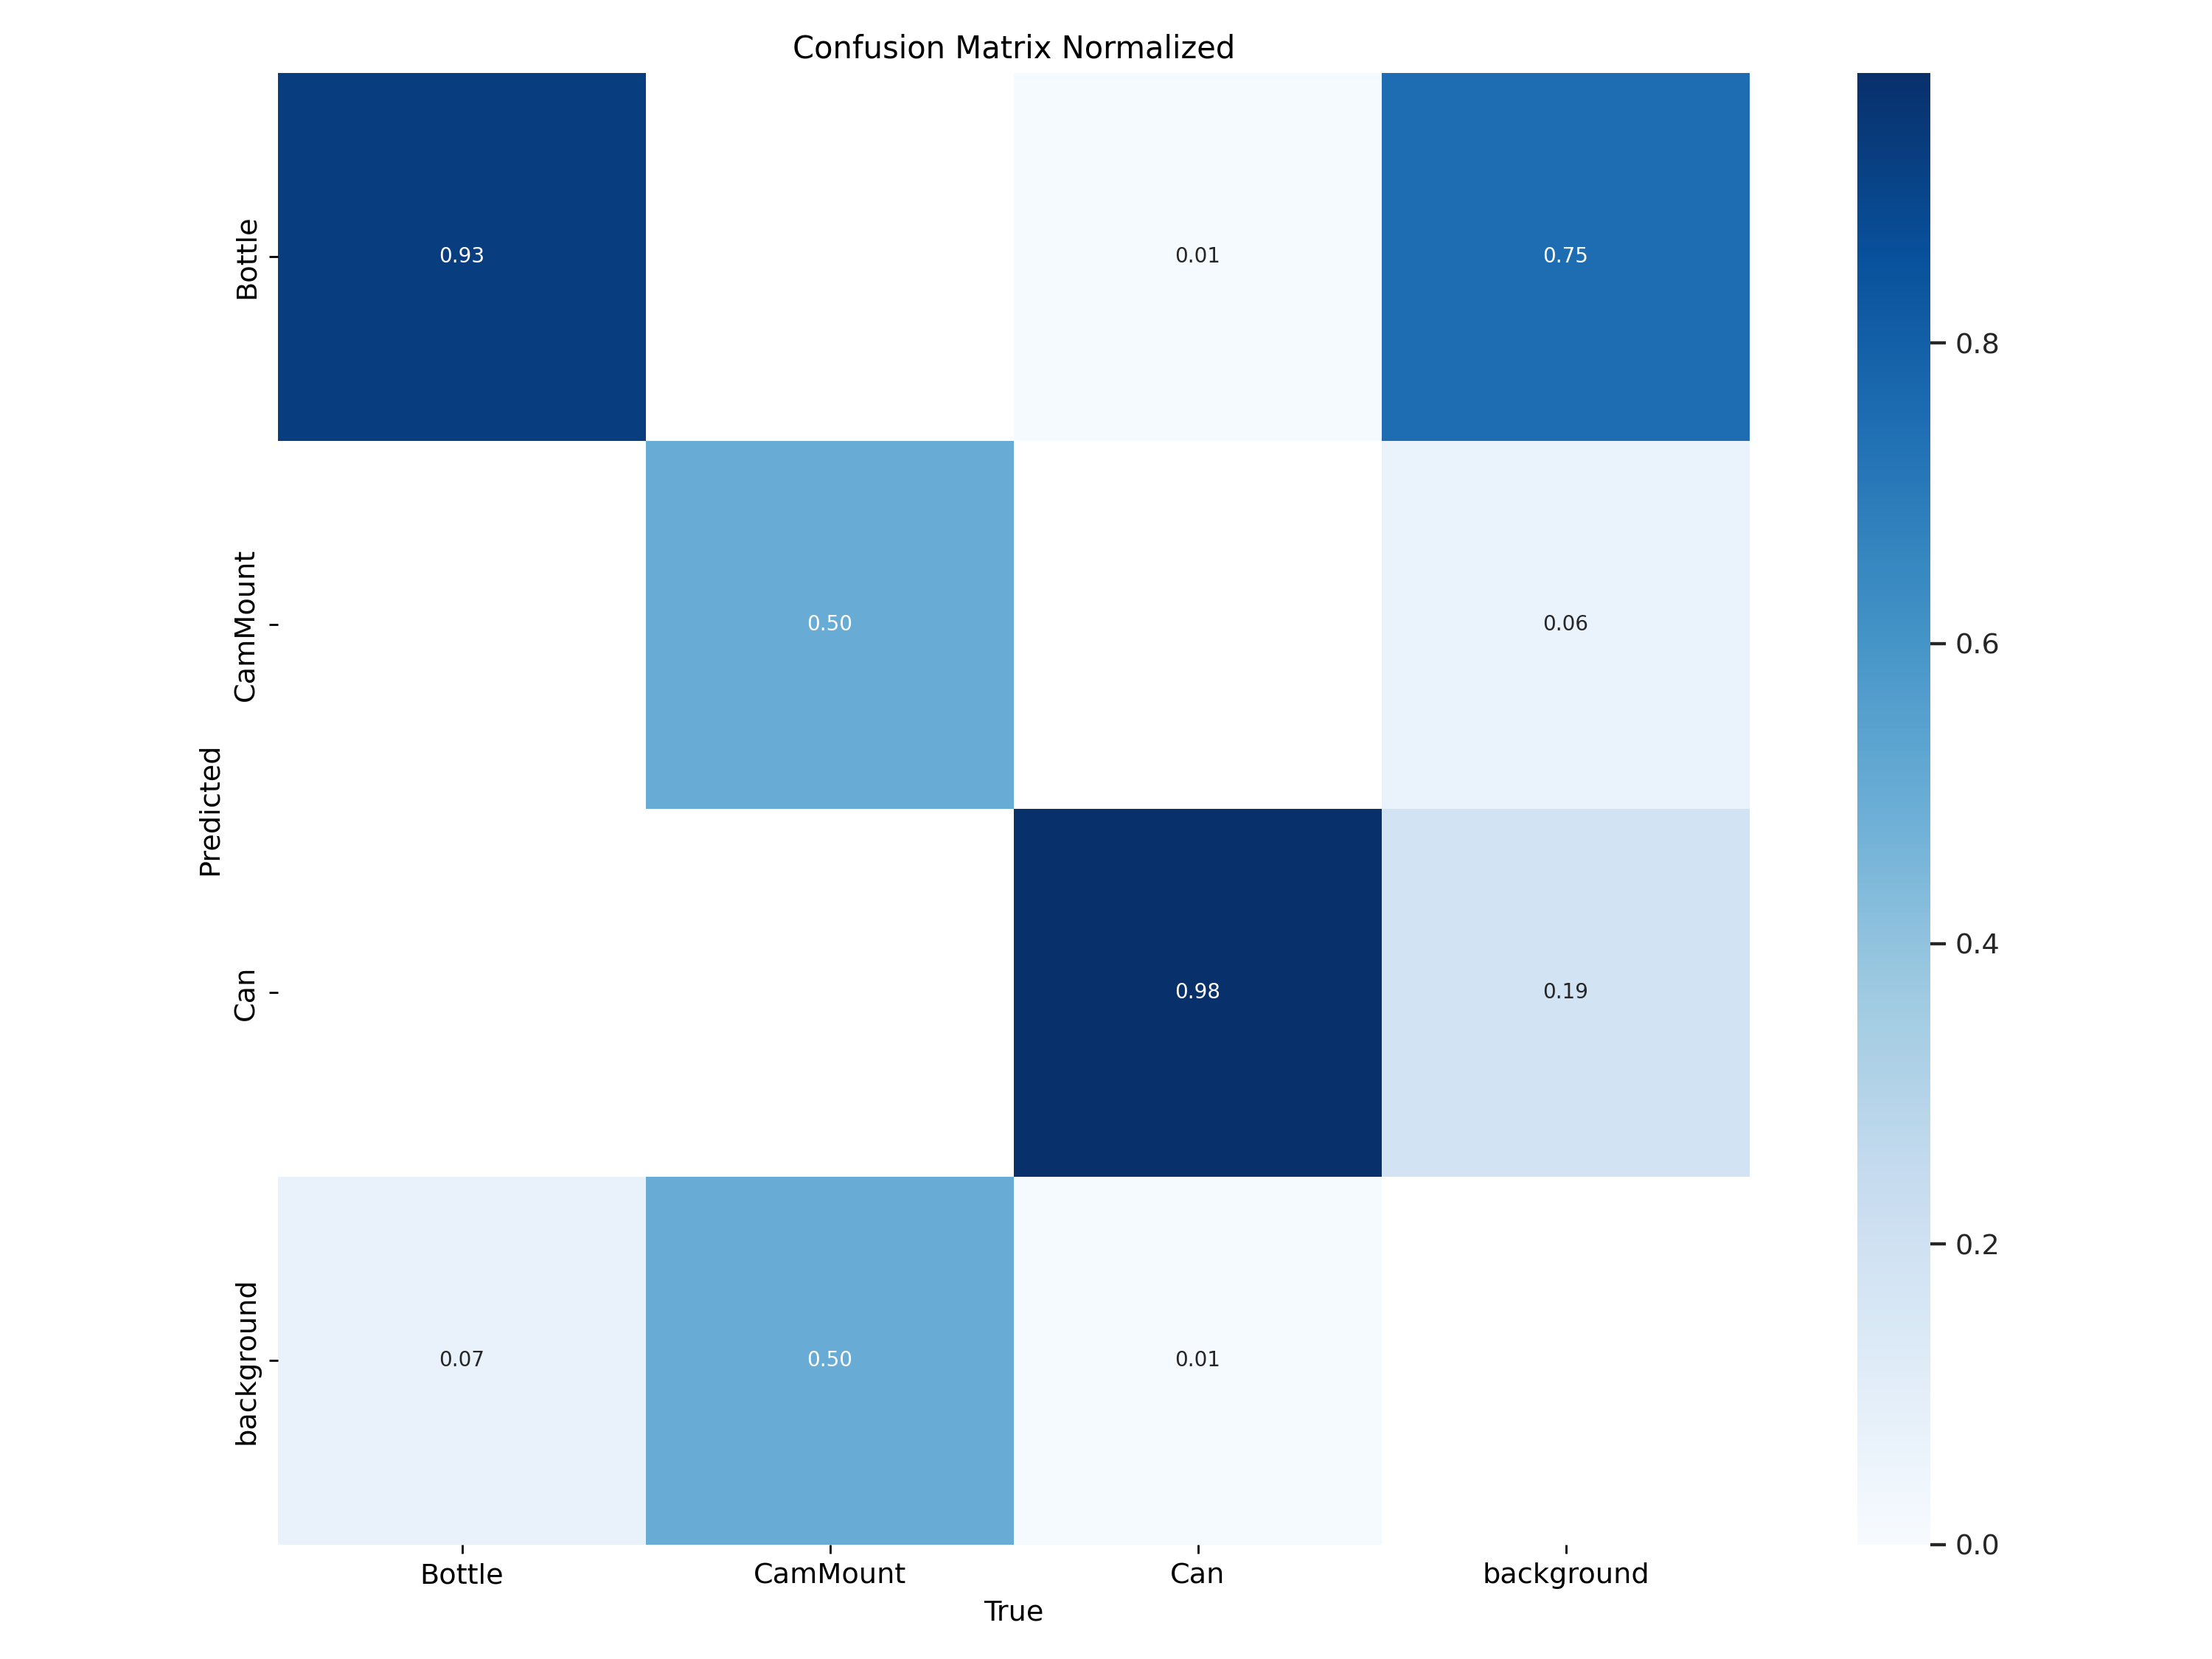 Confusion Matrix Normalized
Bottle
0.93
0.01
0.75
CamMount
0.50
0.06
Can
0.98
0.19
background
0.07
0.50
0.01
Predicted
Bottle
CamMount
Can
background
True
0.8
0.6
0.4
0.2
0.0